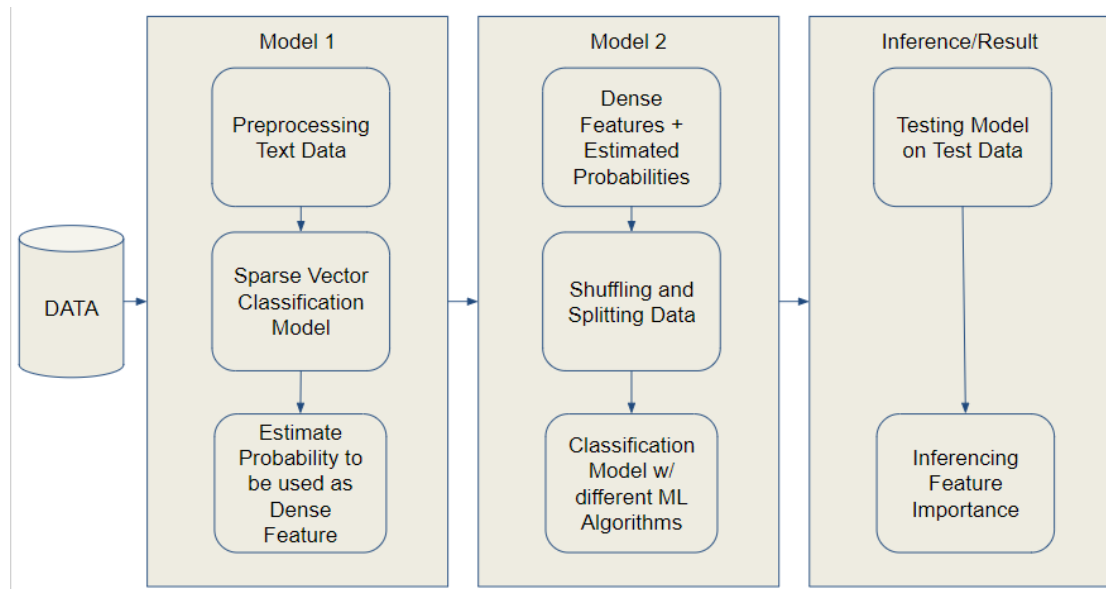 DATA
Model 1
Preprocessing
Text Data
Sparse Vector
Classification
Model
Estimate
Probability to
be used as
Dense
Feature
Model 2
Dense
Features +
Estimated
Probabilities
Shuffling and
Splitting Data
Classification
Model w/
different ML
Algorithms
Inference/Result
Testing Model
on Test Data
Inferencing
Feature
Importance